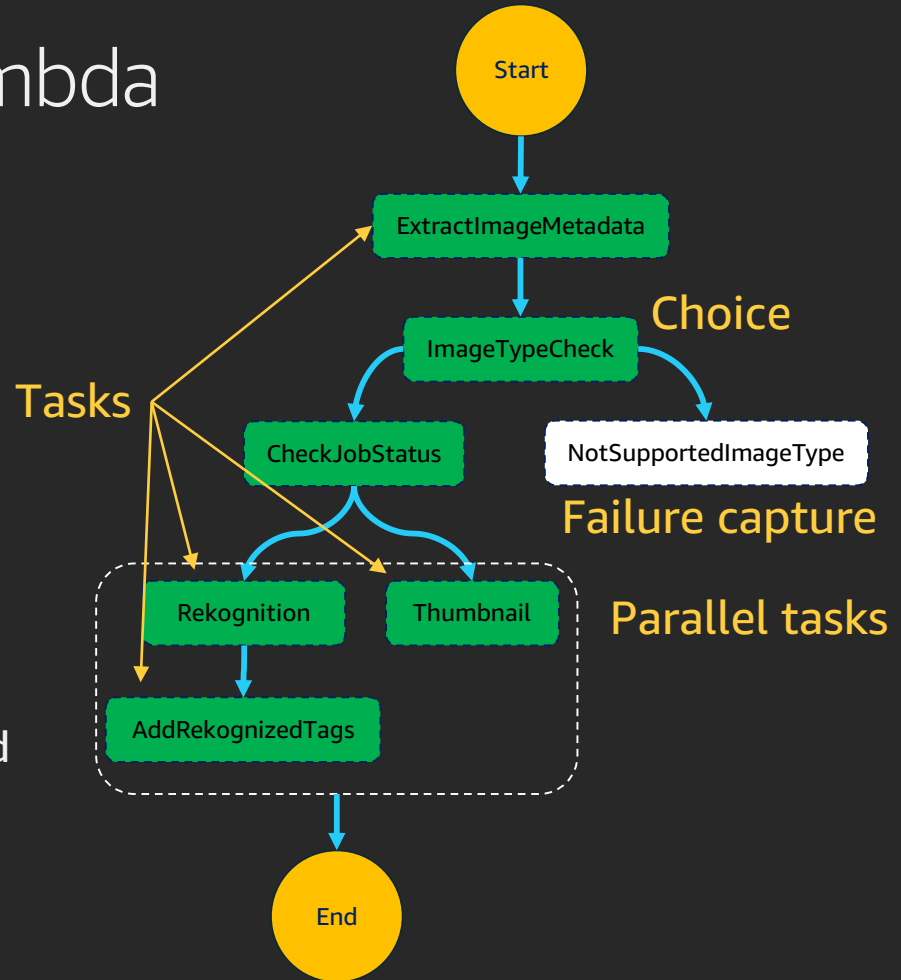 mbda
Start
ExtractImageMetadata
Choice
ImageTypeCheck
Tasks
CheckJobStatus
NotSupportedImageType
Failure capture
Rekognition
Thumbnail
Parallel tasks
AddRekognizedTags
d
End